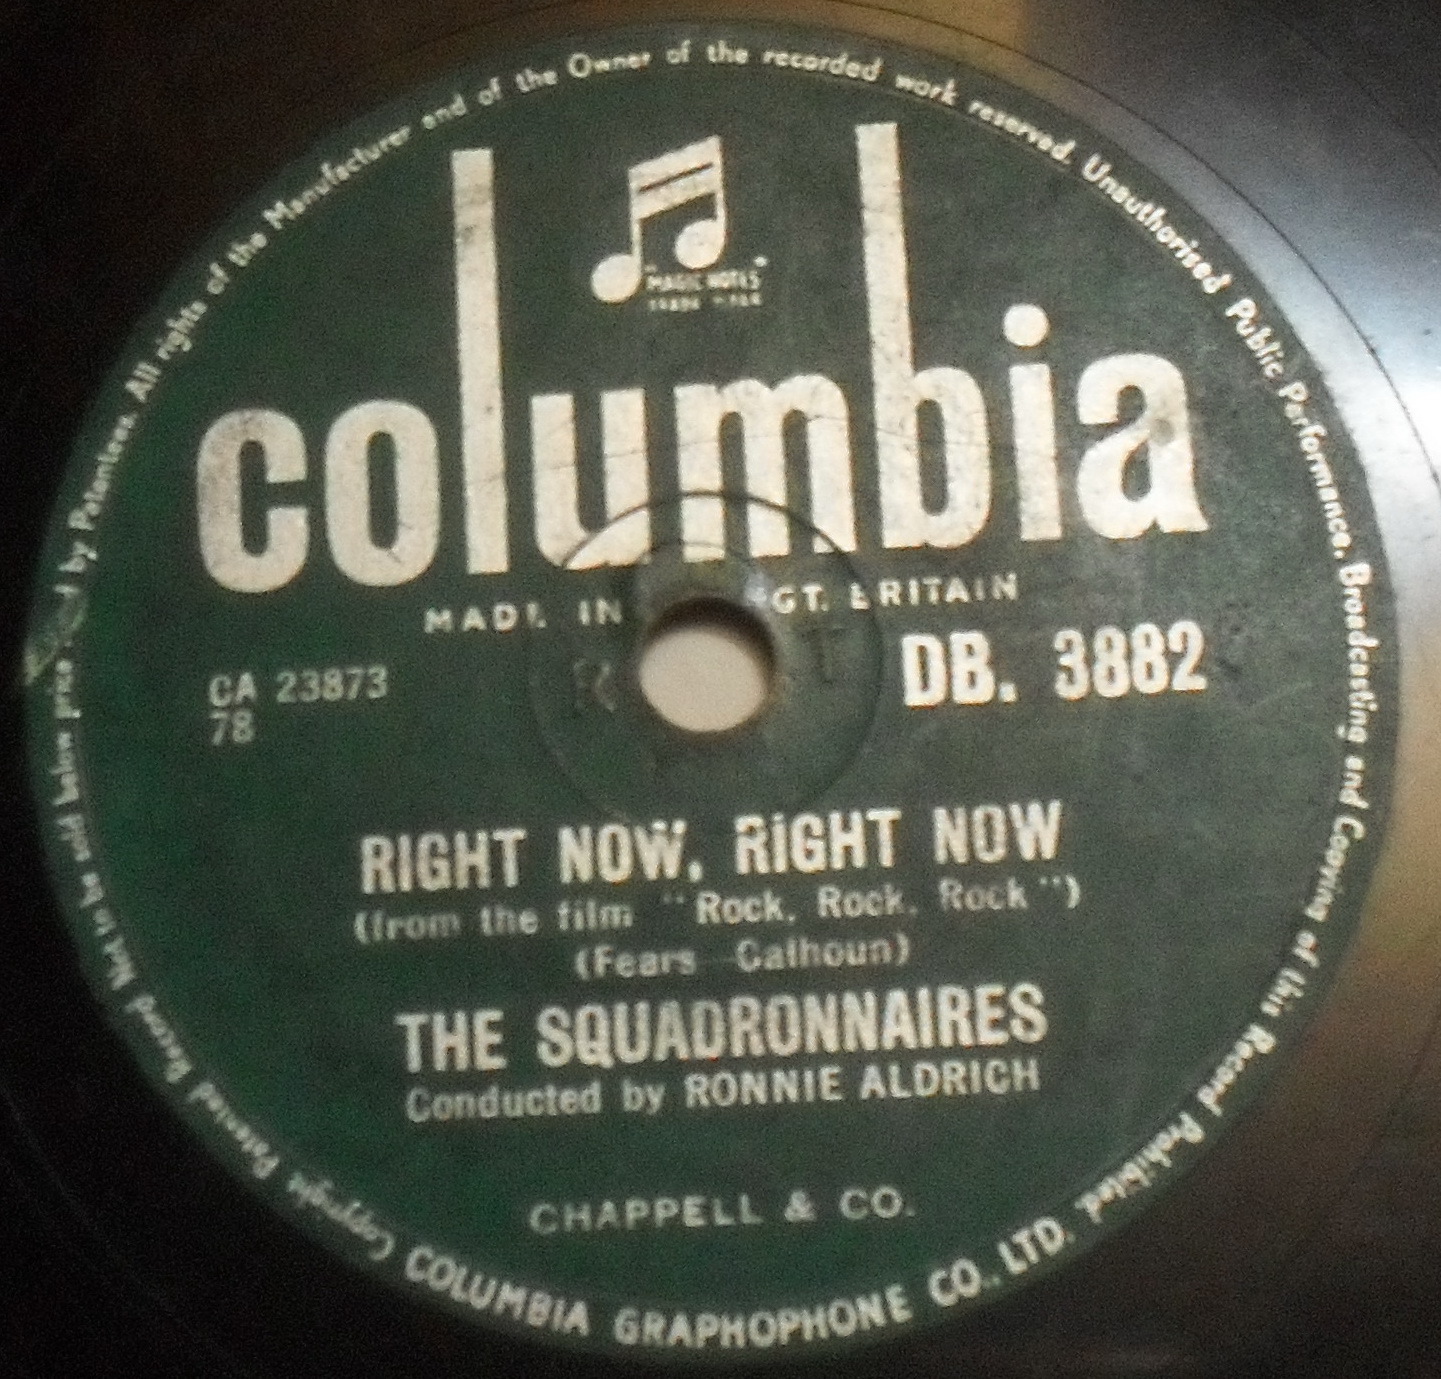 "MAGIC NOTES"
TRADE MARK
columbia
MADE IN GT. BRITAIN
CA 23873
78
DB. 3882
R T
RIGHT NOW, RIGHT NOW
(from the film "Rock, Rock, Rock")
(Fears—Calhoun)
THE SQUADRONNAIRES
Conducted by RONNIE ALDRICH
CHAPPELL & CO.
COLUMBIA GRAPHOPHONE CO., LTD.
Copyright Patented Record Not to be sold below price fixed by Patentees. All rights of the Manufacturer and of the Owner of the recorded work reserved. Unauthorised Public Performance, Broadcasting and Copying of this Record Prohibited.